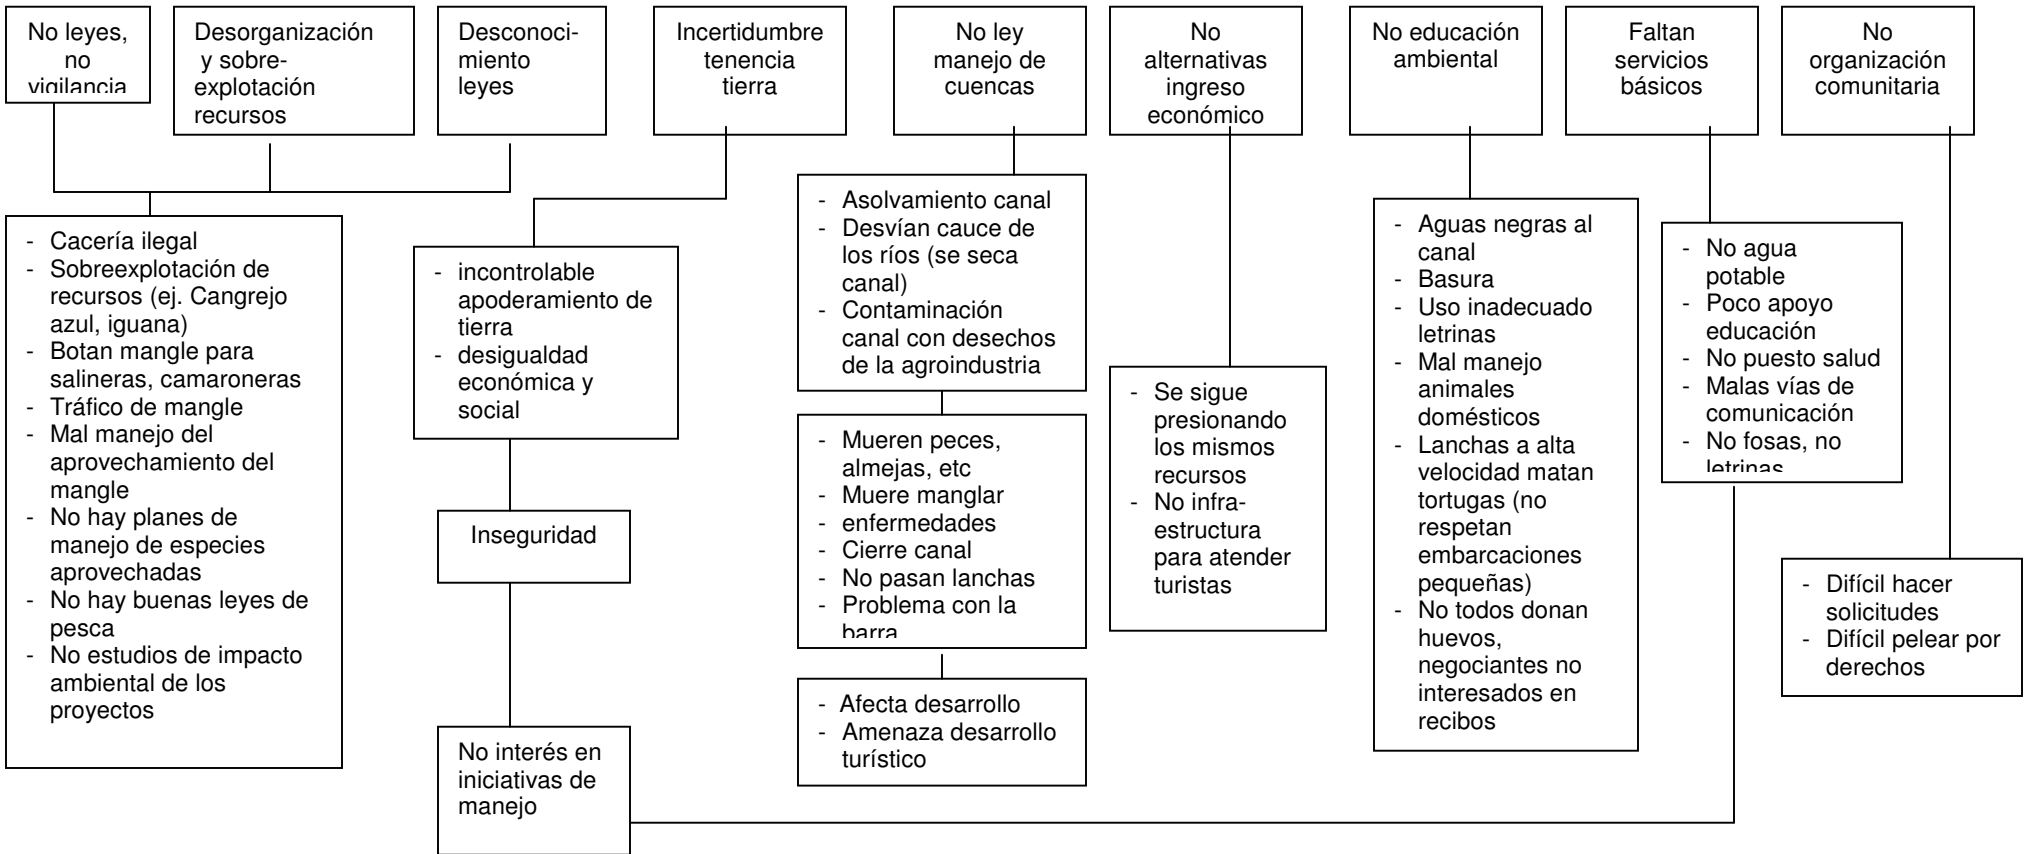 No leyes,
no
vigilancia
Desorganización
y sobre-
explotación
recursos
Desconoci-
miento
leyes
Incertidumbre
tenencia
tierra
No ley
manejo de
cuencas
No
alternativas
ingreso
económico
No educación
ambiental
Faltan
servicios
básicos
No
organización
comunitaria
- Cacería ilegal
- Sobreexplotación de
recursos (ej. Cangrejo
azul, iguana)
- Botan mangle para
salineras, camaroneras
- Tráfico de mangle
- Mal manejo del
aprovechamiento del
mangle
- No hay planes de
manejo de especies
aprovechadas
- No hay buenas leyes de
pesca
- No estudios de impacto
ambiental de los
proyectos
- incontrolable
apoderamiento de
tierra
- desigualdad
económica y
social
Inseguridad
No interés en
iniciativas de
manejo
- Asolvamiento canal
- Desvían cauce de
los ríos (se seca
canal)
- Contaminación
canal con desechos
de la agroindustria
- Mueren peces,
almejas, etc
- Muere manglar
- enfermedades
- Cierre canal
- No pasan lanchas
- Problema con la
barra
- Afecta desarrollo
- Amenaza desarrollo
turístico
- Se sigue
presionando
los mismos
recursos
- No infra-
estructura
para atender
turistas
- Aguas negras al
canal
- Basura
- Uso inadecuado
letrinas
- Mal manejo
animales
domésticos
- Lanchas a alta
velocidad matan
tortugas (no
respetan
embarcaciones
pequeñas)
- No todos donan
huevos,
negociantes no
interesados en
recibos
- No agua
potable
- Poco apoyo
educación
- No puesto salud
- Malas vías de
comunicación
- No fosas, no
letrinas
- Difícil hacer
solicitudes
- Difícil pelear por
derechos